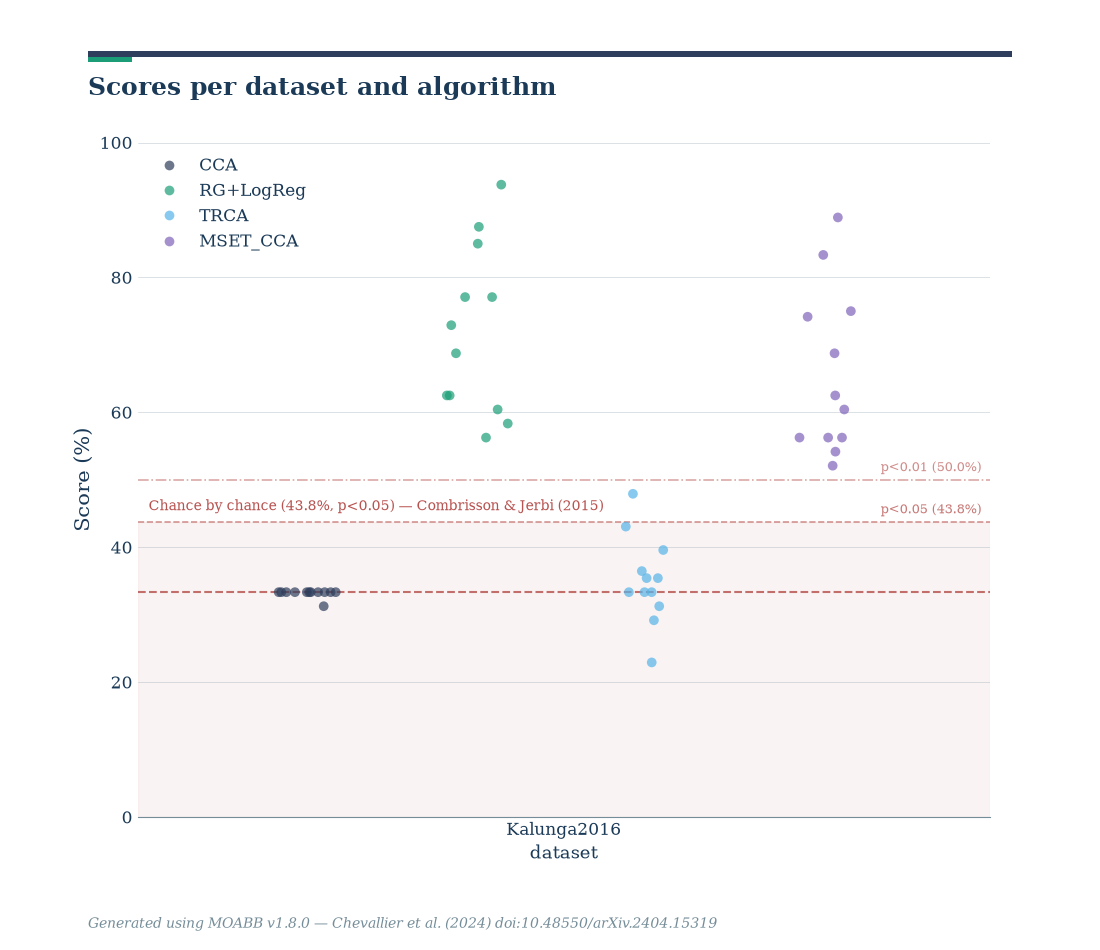 Scores per dataset and algorithm
100
CCA
RG+LogReg
TRCA
MSET_CCA
80
60
p<0.01 (50.0%)
Chance by chance (43.8%, p<0.05) — Combrisson & Jerbi (2015)
p<0.05 (43.8%)
Score (%)
40
20
0
Kalunga2016
dataset
Generated using MOABB v1.8.0 — Chevallier et al. (2024) doi:10.48550/arXiv.2404.15319